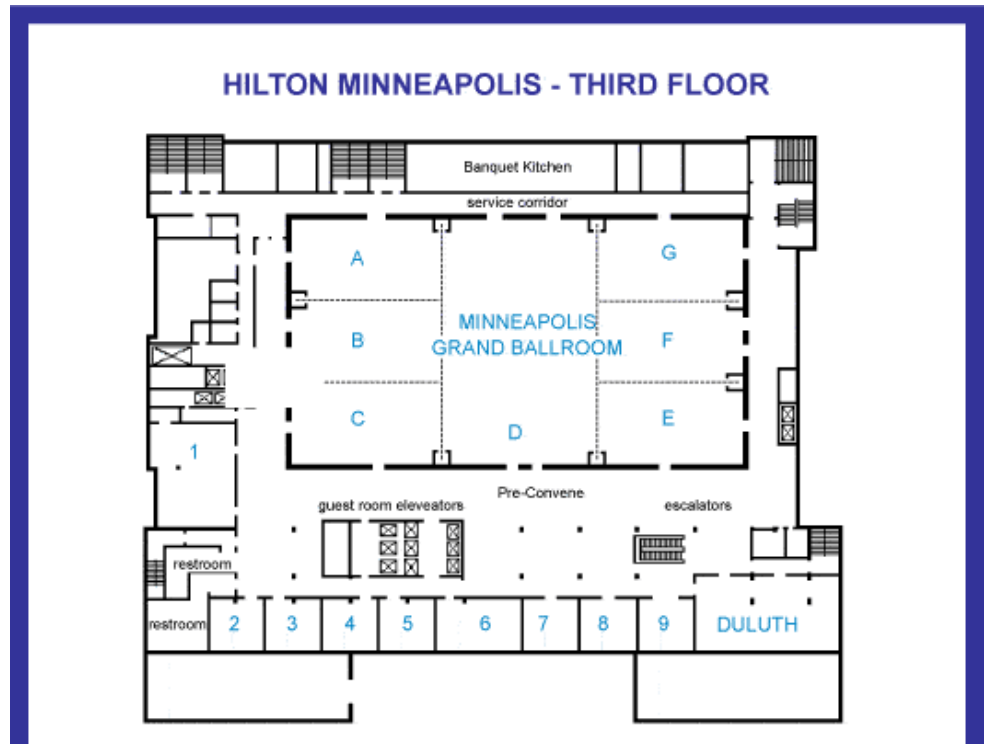 HILTON MINNEAPOLIS - THIRD FLOOR
Banquet Kitchen
service corridor
A
G
MINNEAPOLIS
GRAND BALLROOM
B
F
C
D
E
1
Pre-Convene
guest room eleveators
escalators
restroom
restroom
2
3
4
5
6
7
8
9
DULUTH